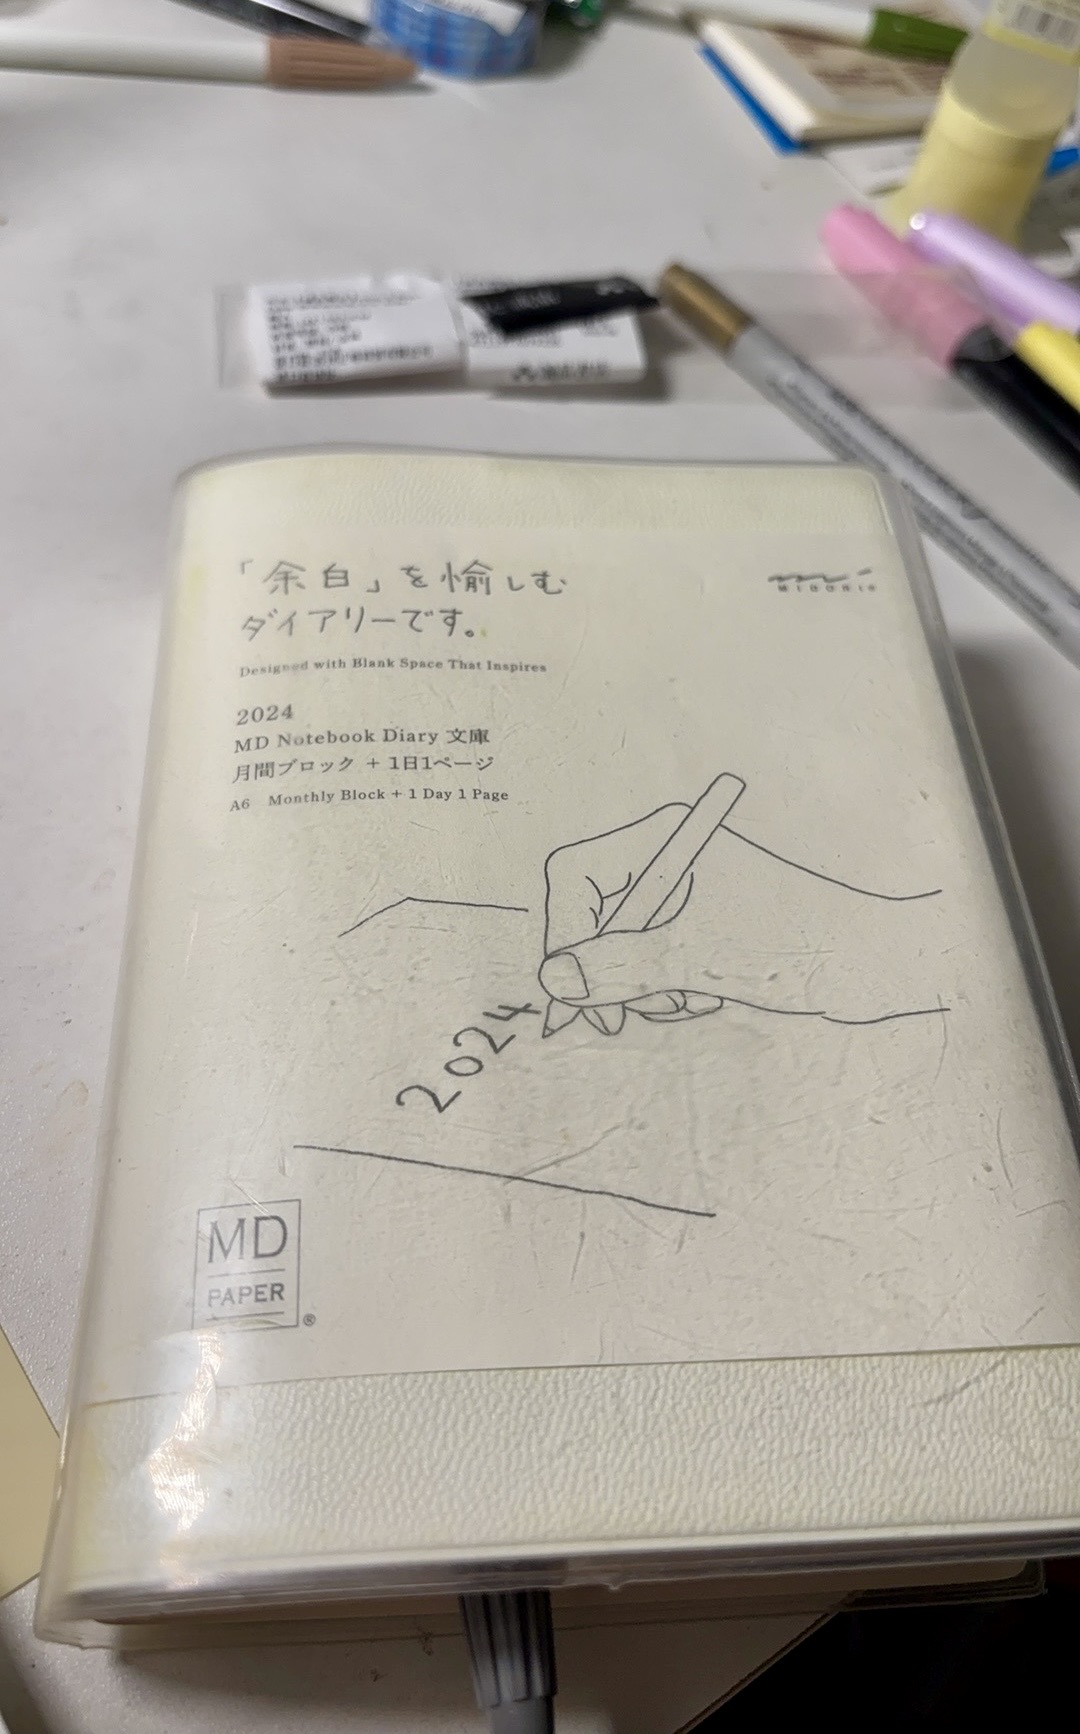 「余白」を愉しむ
ダイアリーです。
MIDORI
Designed with Blank Space That Inspires
2024
MD Notebook Diary 文庫
月間ブロック + 1日1ページ
A6 Monthly Block + 1 Day 1 Page
2024
MD
PAPER
®